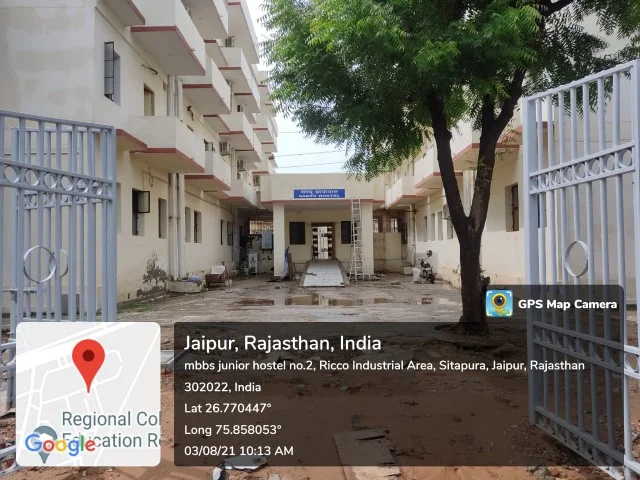 GPS Map Camera
Jaipur, Rajasthan, India
mbbs junior hostel no.2, Ricco Industrial Area, Sitapura, Jaipur, Rajasthan
302022, India
Lat 26.770447°
Long 75.858053°
03/08/21 10:13 AM
Regional Col
Education R
Google